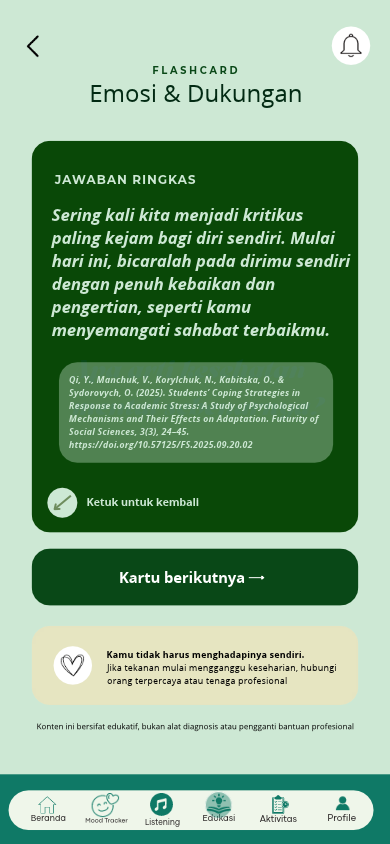 FLASHCARD
Emosi & Dukungan
JAWABAN RINGKAS
Sering kali kita menjadi kritikus
paling kejam bagi diri sendiri. Mulai
hari ini, bicaralah pada dirimu sendiri
dengan penuh kebaikan dan
pengertian, seperti kamu
menyemangati sahabat terbaikmu.
Qi, Y., Manchuk, V., Korylchuk, N., Kabitska, O., &
Sydorovych, O. (2025). Students' Coping Strategies in
Response to Academic Stress: A Study of Psychological
Mechanisms and Their Effects on Adaptation. Futurity of
Social Sciences, 3(3), 24–45.
https://doi.org/10.57125/FS.2025.09.20.02
Ketuk untuk kembali
Kartu berikutnya →
Kamu tidak harus menghadapinya sendiri.
Jika tekanan mulai mengganggu keseharian, hubungi
orang terpercaya atau tenaga profesional
Konten ini bersifat edukatif, bukan alat diagnosis atau pengganti bantuan profesional
Beranda
Mood Tracker
Listening
Edukasi
Aktivitas
Profile